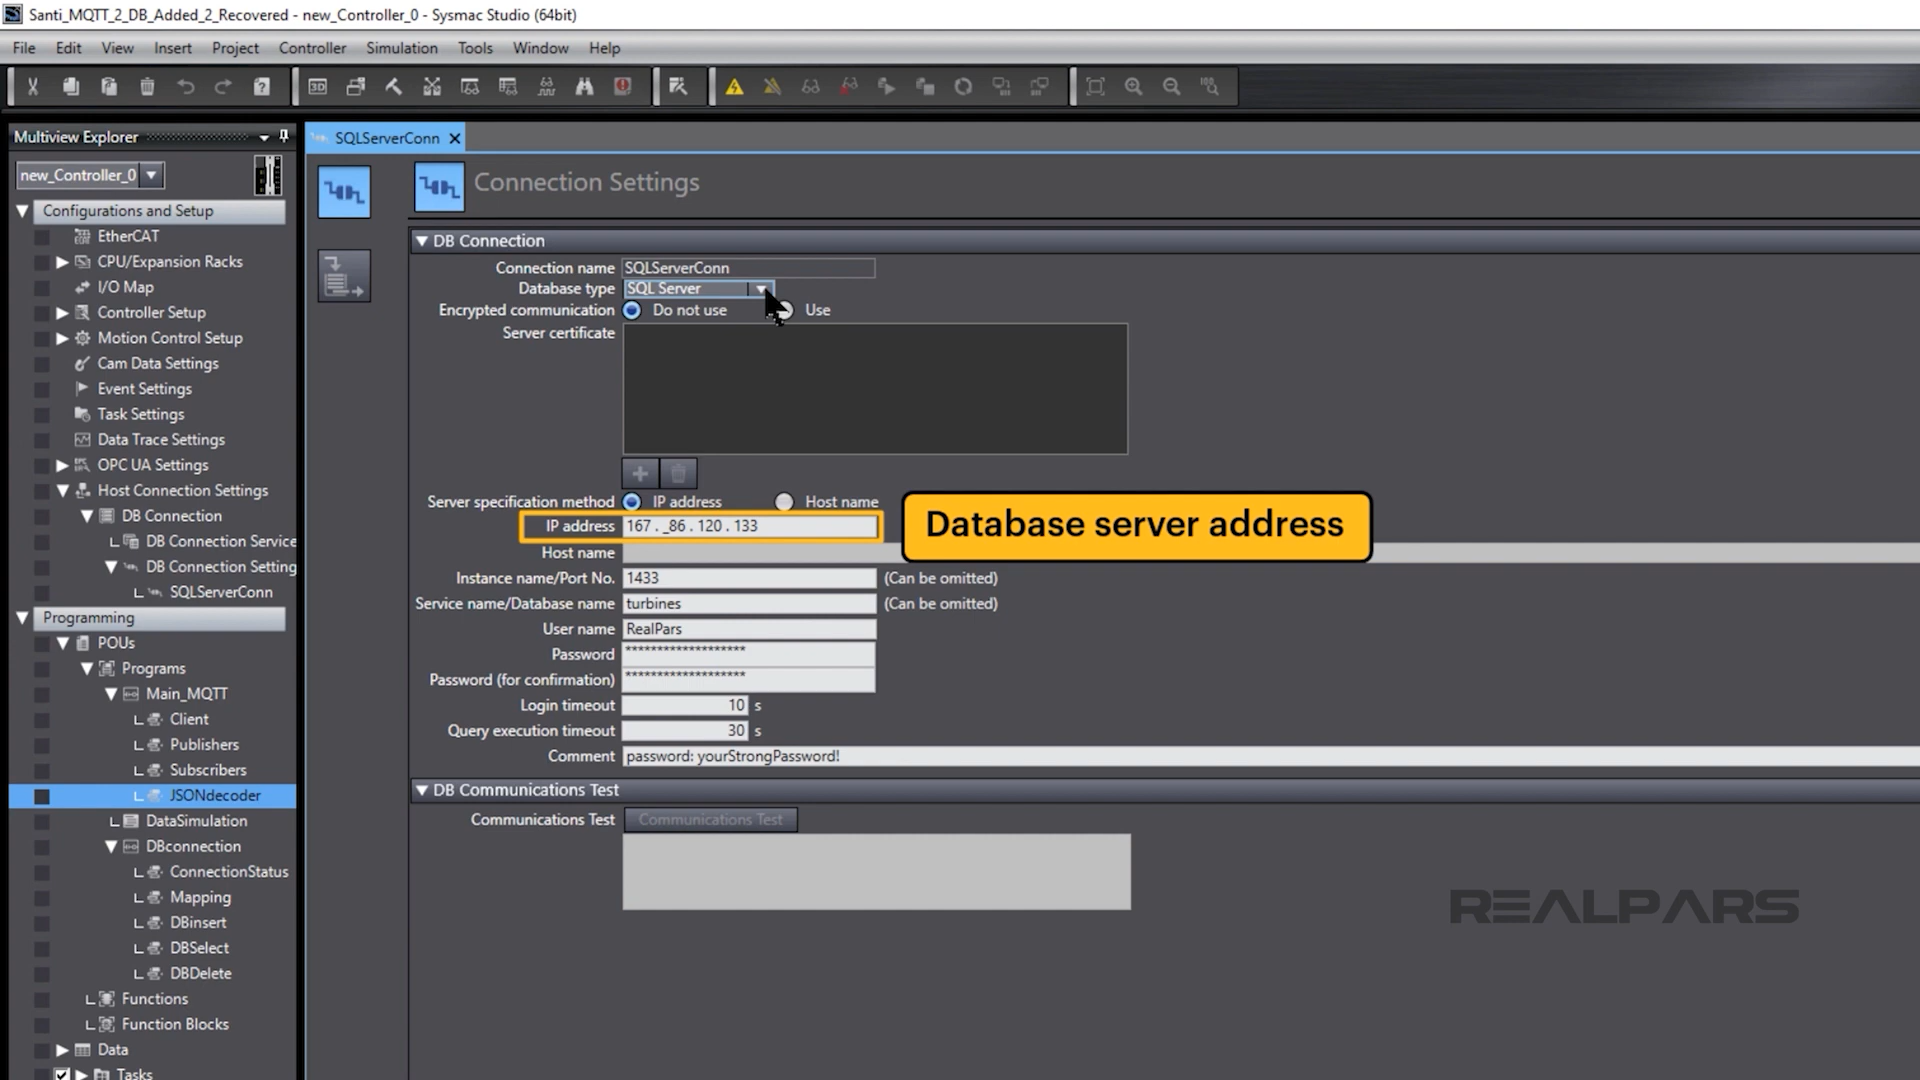 Santi_MQTT_2_DB_Added_2_Recovered - new_Controller_0 - Sysmac Studio (64bit)
File Edit View Insert Project Controller Simulation Tools Window Help
Multiview Explorer
new_Controller_0
Configurations and Setup
EtherCAT
CPU/Expansion Racks
I/O Map
Controller Setup
Motion Control Setup
Cam Data Settings
Event Settings
Task Settings
Data Trace Settings
OPC UA Settings
Host Connection Settings
DB Connection
DB Connection Service
DB Connection Setting
SQLServerConn
Programming
POUs
Programs
Main_MQTT
Client
Publishers
Subscribers
JSONdecoder
DataSimulation
DBconnection
ConnectionStatus
Mapping
DBinsert
DBSelect
DBDelete
Functions
Function Blocks
Data
Tasks
SQLServerConn
Connection Settings
DB Connection
Connection name SQLServerConn
Database type SQL Server
Encrypted communication Do not use Use
Server certificate
Server specification method IP address Host name
IP address 167 . _86 . 120 . 133
Database server address
Host name
Instance name/Port No. 1433 (Can be omitted)
Service name/Database name turbines (Can be omitted)
User name RealPars
Password *******************
Password (for confirmation) *******************
Login timeout 10 s
Query execution timeout 30 s
Comment password: yourStrongPassword!
DB Communications Test
Communications Test Communications Test
REALPARS